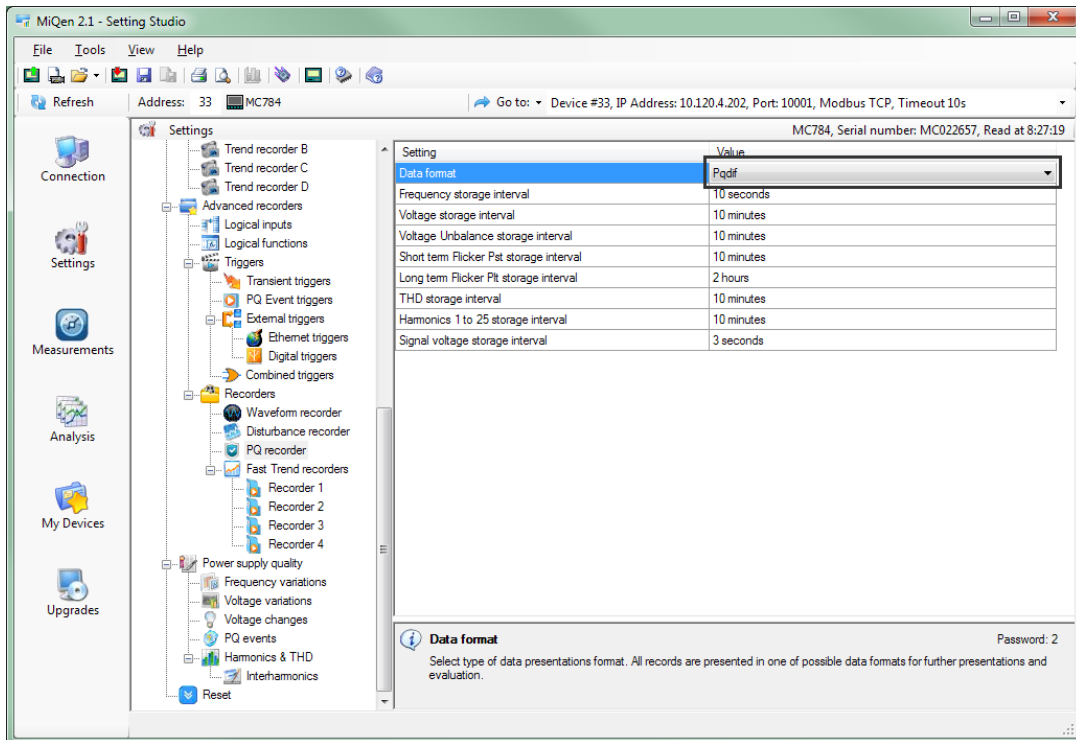 MiQen 2.1 - Setting Studio
File Tools View Help
Refresh Address: 33 MC784 Go to: Device #33, IP Address: 10.120.4.202, Port: 10001, Modbus TCP, Timeout 10s
Settings MC784, Serial number: MC022657, Read at 8:27:19
Connection
Settings
Measurements
Analysis
My Devices
Upgrades
Trend recorder B
Trend recorder C
Trend recorder D
Advanced recorders
Logical inputs
Logical functions
Triggers
Transient triggers
PQ Event triggers
External triggers
Ethernet triggers
Digital triggers
Combined triggers
Recorders
Waveform recorder
Disturbance recorder
PQ recorder
Fast Trend recorders
Recorder 1
Recorder 2
Recorder 3
Recorder 4
Power supply quality
Frequency variations
Voltage variations
Voltage changes
PQ events
Harmonics & THD
Interharmonics
Reset
Setting Value
Data format Pqdif
Frequency storage interval 10 seconds
Voltage storage interval 10 minutes
Voltage Unbalance storage interval 10 minutes
Short term Flicker Pst storage interval 10 minutes
Long term Flicker Plt storage interval 2 hours
THD storage interval 10 minutes
Harmonics 1 to 25 storage interval 10 minutes
Signal voltage storage interval 3 seconds
Data format Password: 2
Select type of data presentations format. All records are presented in one of possible data formats for further presentations and
evaluation.